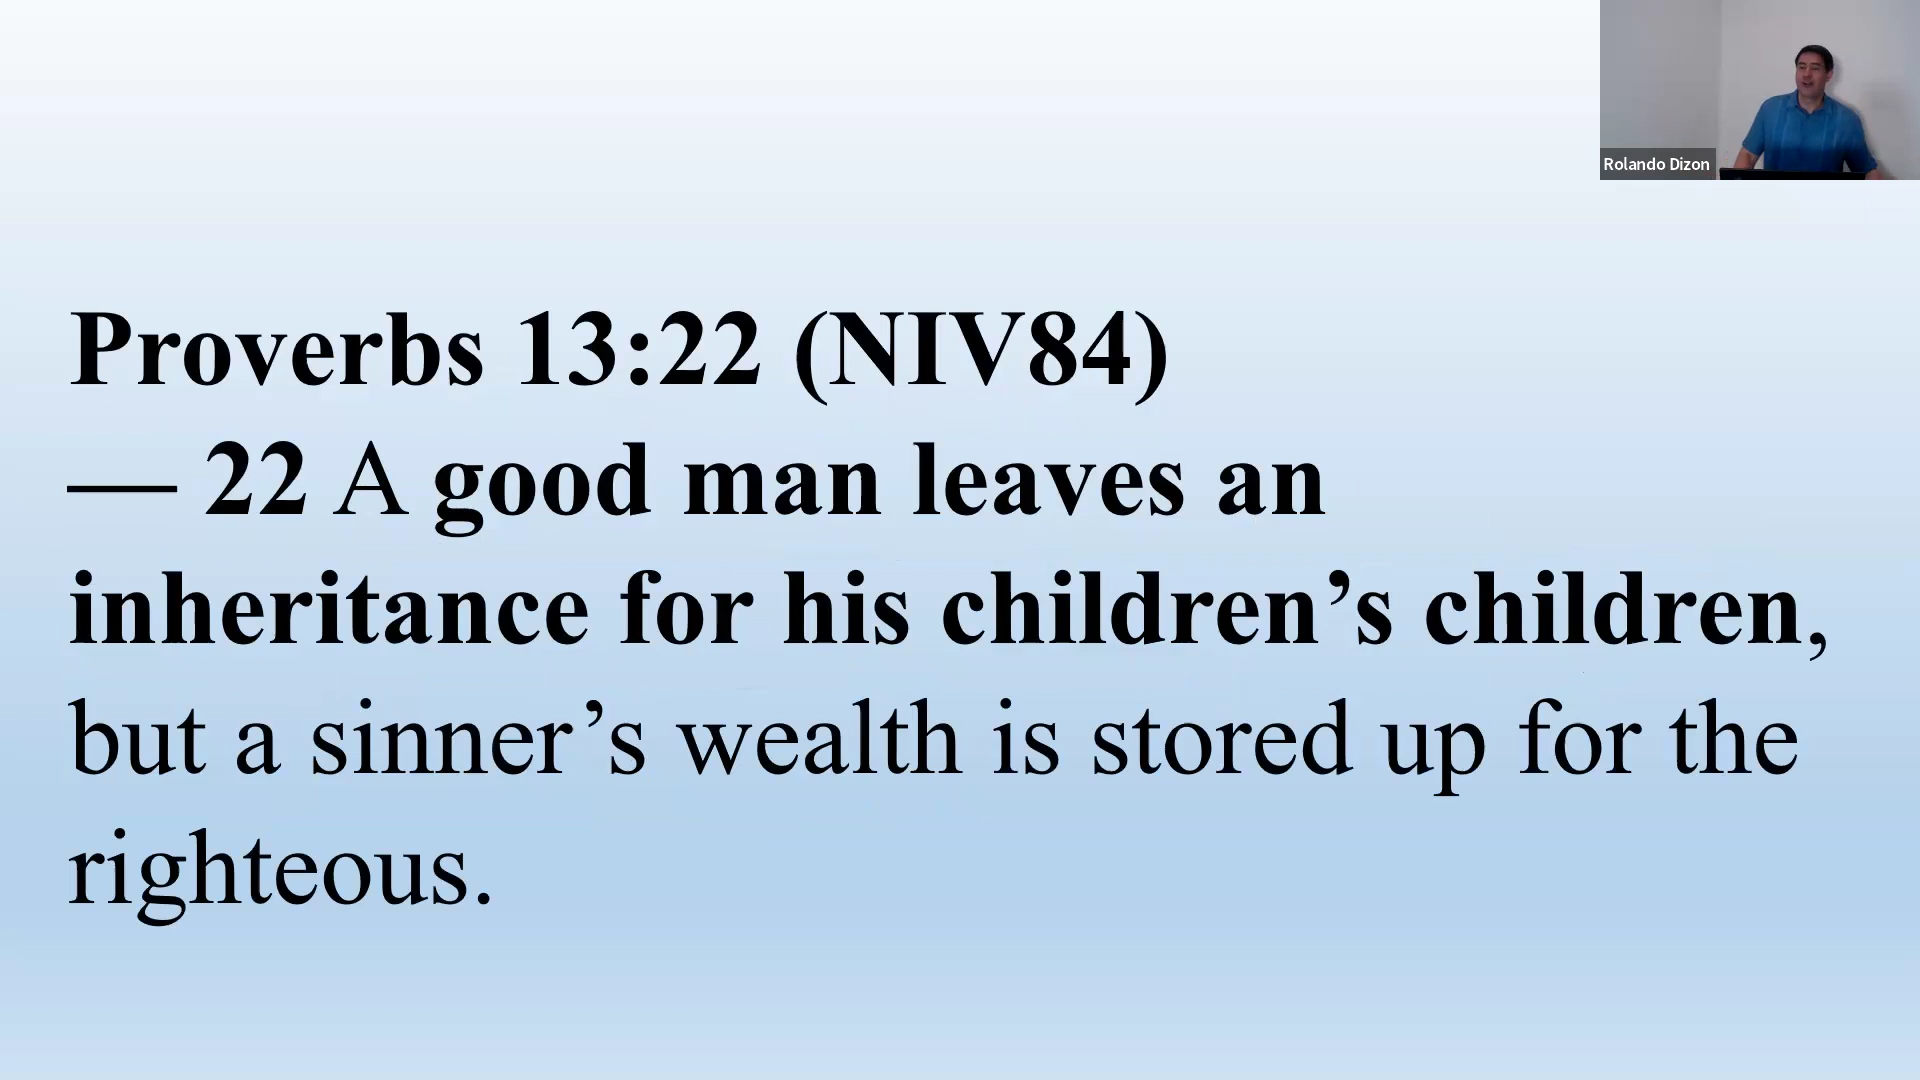 Rolando Dizon
Proverbs 13:22 (NIV84)
— 22 A good man leaves an
inheritance for his children’s children,
but a sinner’s wealth is stored up for the
righteous.